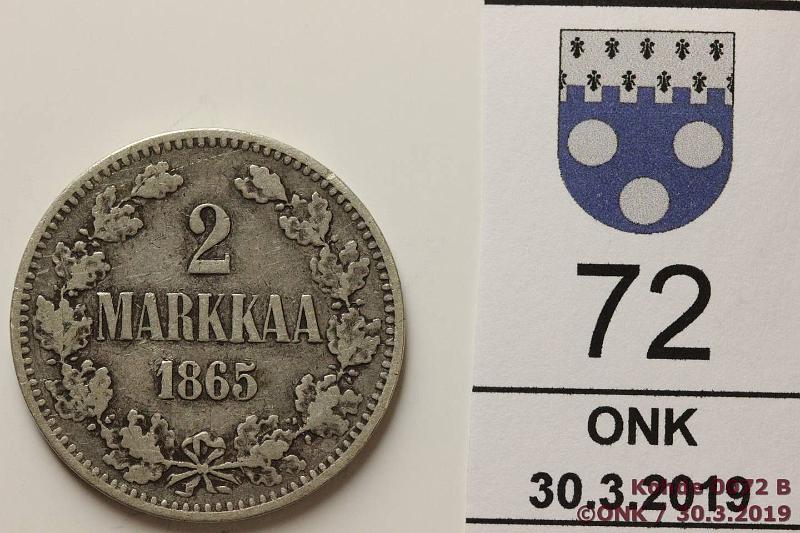 2
MARKKAA
1865
72
ONK
30.3.2019
Kohde 0072 B
©ONK 7 30.3.2019